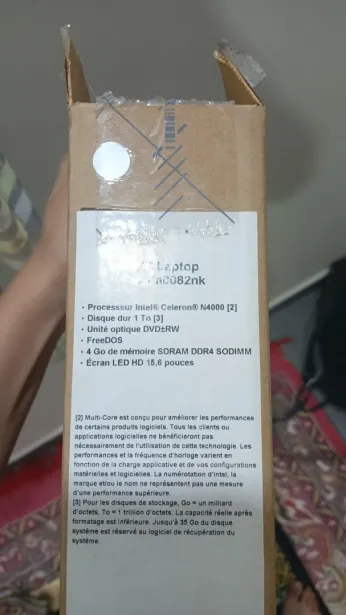 Laptop
0082nk
• Processeur Intel® Celeron® N4000 [2]
• Disque dur 1 To [3]
• Unité optique DVD±RW
• FreeDOS
• 4 Go de mémoire SDRAM DDR4 SODIMM
• Écran LED HD 15,6 pouces
[2] Multi-Core est conçu pour améliorer les performances
de certains produits logiciels. Tous les clients ou
applications logicielles ne bénéficieront pas
nécessairement de l'utilisation de cette technologie. Les
performances et la fréquence d'horloge varient en
fonction de la charge applicative et de vos configurations
matérielles et logicielles. La numérotation d'Intel, la
marque et/ou le nom ne représentent pas une mesure
d'une performance supérieure.
[3] Pour les disques de stockage, Go = un milliard
d'octets, To = 1 trillion d'octets. La capacité réelle après
formatage est inférieure. Jusqu'à 35 Go du disque
système est réservé au logiciel de récupération du
système.